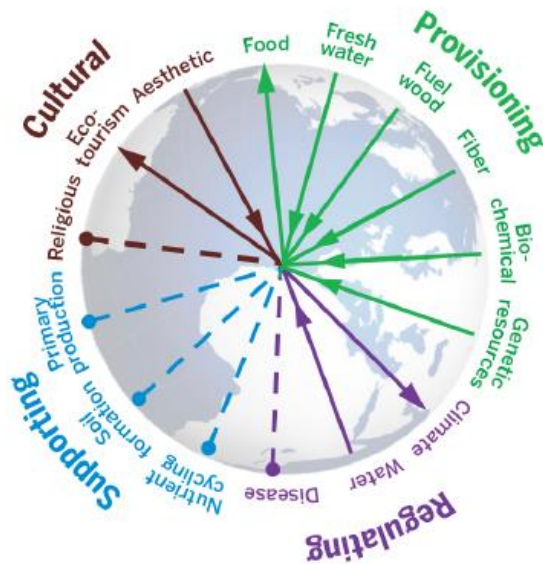 Provisioning
Food
Fresh
water
Fuel
wood
Fiber
Bio-
chemical
Genetic
resources
Regulating
Climate
Water
Disease
Supporting
Nutrient
cycling
Soil
formation
Primary
production
Cultural
Religious
Eco-
tourism
Aesthetic